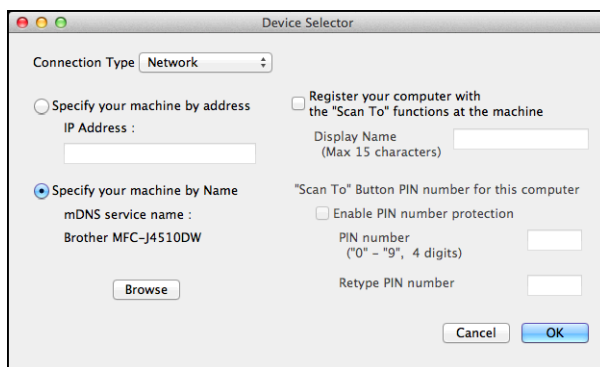 Device Selector
Connection Type Network
Specify your machine by address
IP Address :
Specify your machine by Name
mDNS service name :
Brother MFC-J4510DW
Browse
Register your computer with
the "Scan To" functions at the machine
Display Name
(Max 15 characters)
"Scan To" Button PIN number for this computer
Enable PIN number protection
PIN number
("0" – "9", 4 digits)
Retype PIN number
Cancel OK